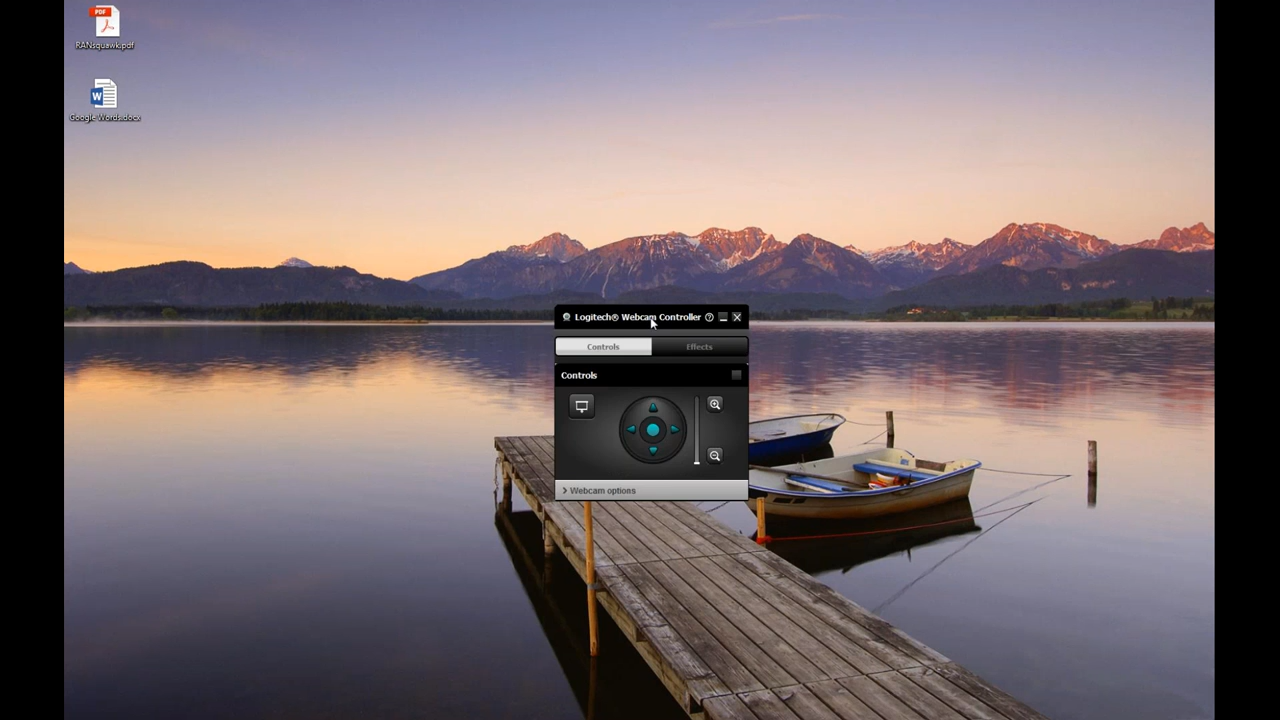 PDF
RANsquawk.pdf
W
Google Words.docx
Logitech® Webcam Controller
Controls
Effects
Controls
Webcam options